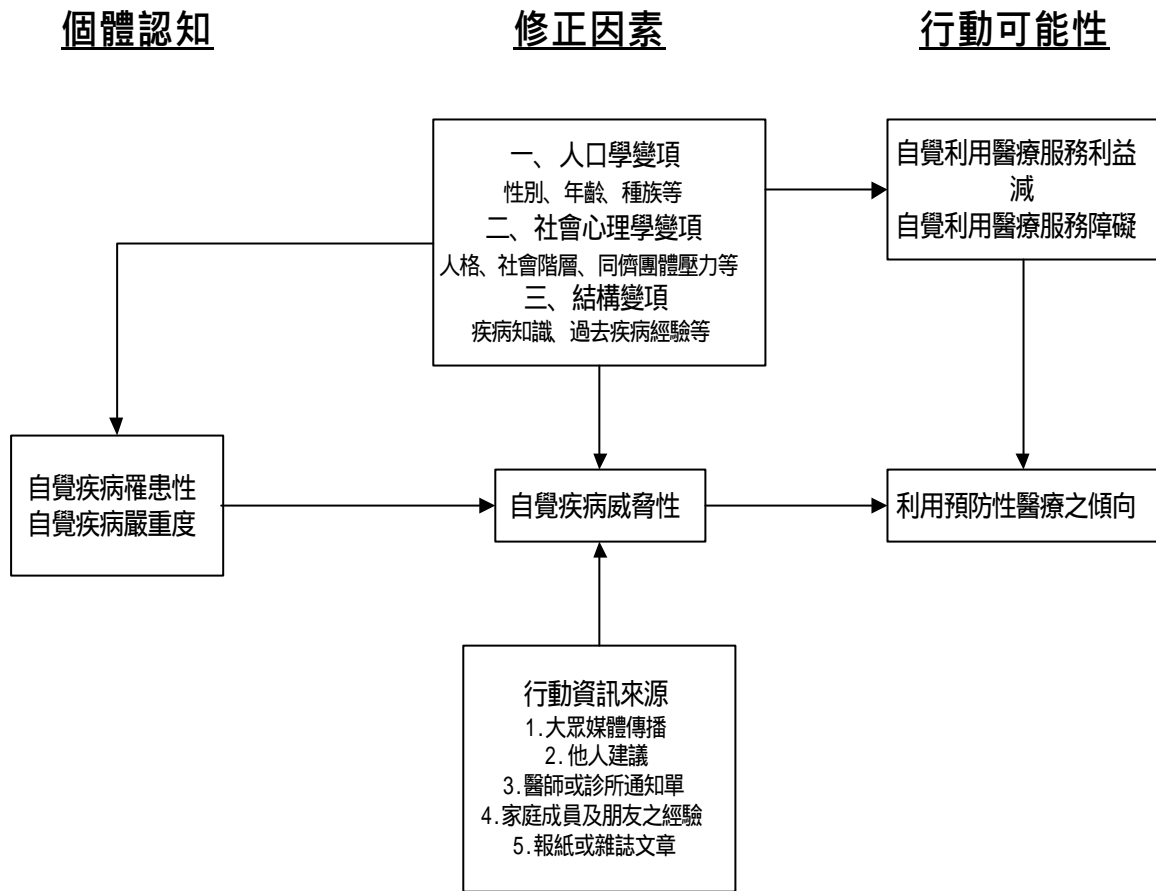 個體認知
修正因素
行動可能性
一、人口學變項
性別、年齡、種族等
二、社會心理學變項
人格、社會階層、同儕團體壓力等
三、結構變項
疾病知識、過去疾病經驗等
自覺利用醫療服務利益
減
自覺利用醫療服務障礙
自覺疾病罹患性
自覺疾病嚴重度
自覺疾病威脅性
利用預防性醫療之傾向
行動資訊來源
1.大眾媒體傳播
2.他人建議
3.醫師或診所通知單
4.家庭成員及朋友之經驗
5.報紙或雜誌文章